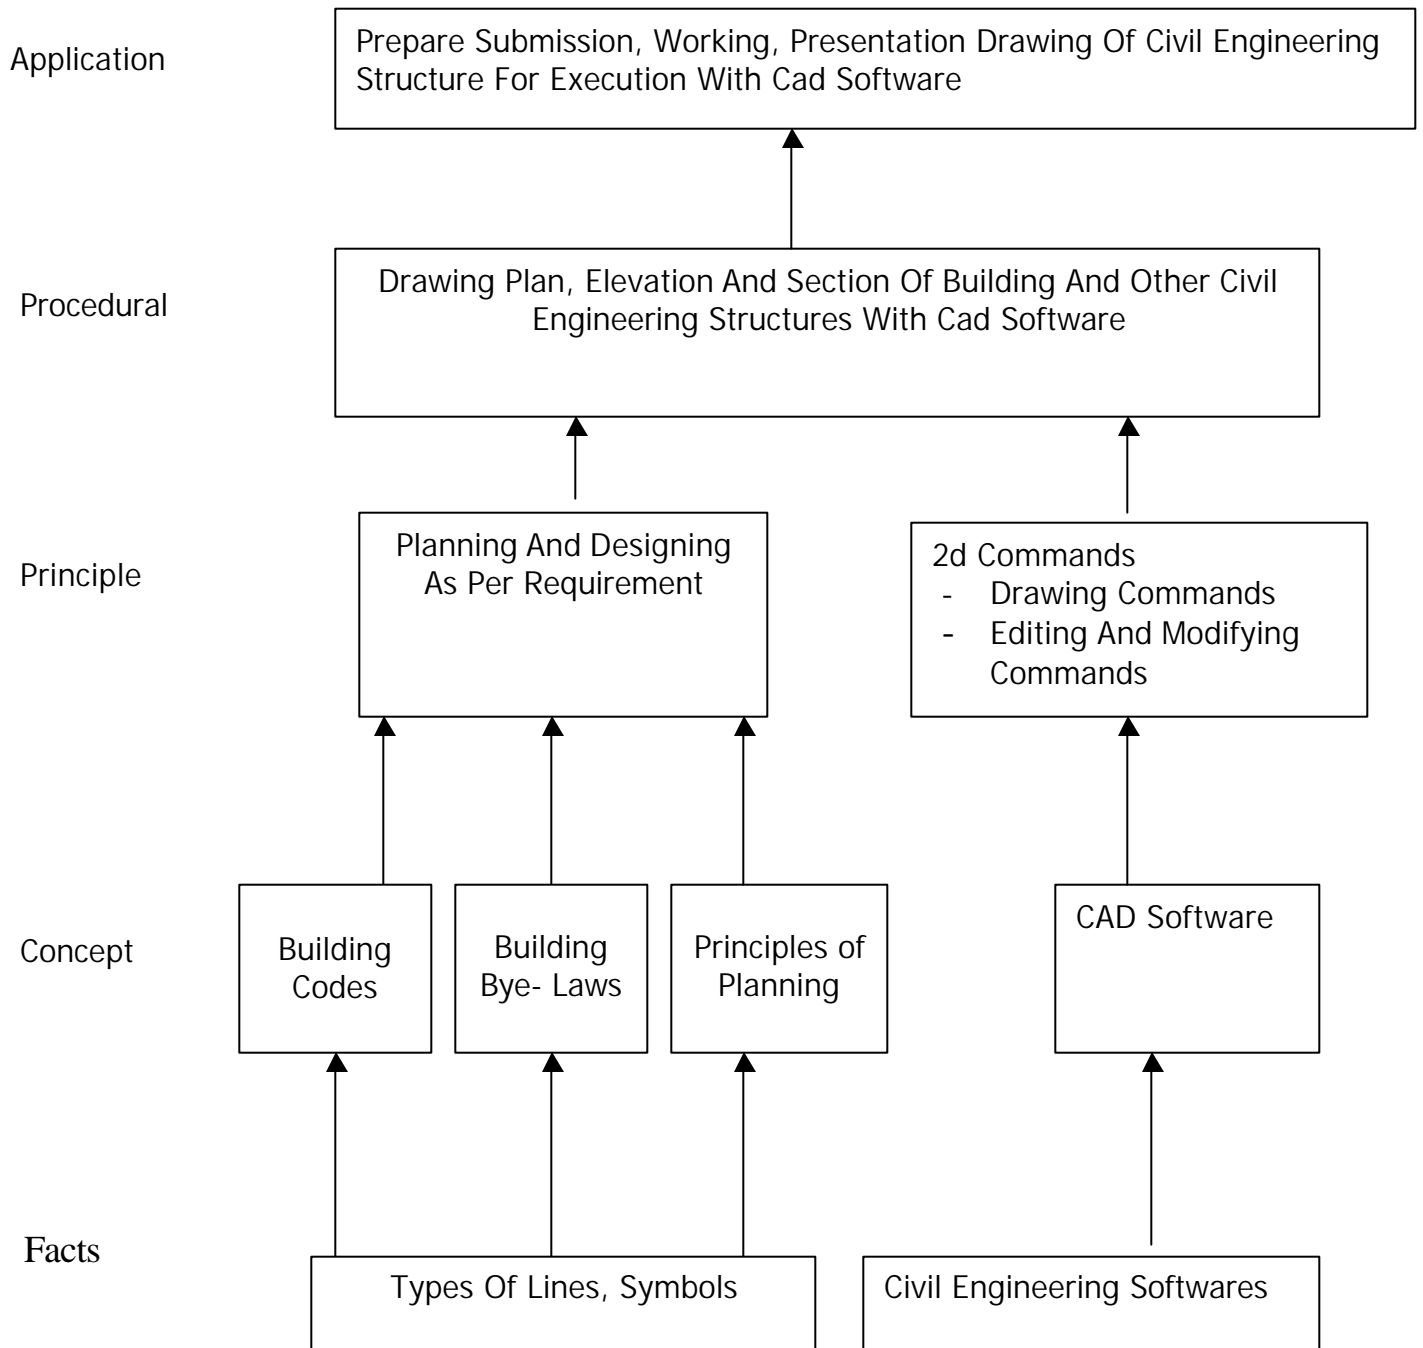 Application
Prepare Submission, Working, Presentation Drawing Of Civil Engineering
Structure For Execution With Cad Software
Procedural
Drawing Plan, Elevation And Section Of Building And Other Civil
Engineering Structures With Cad Software
Principle
Planning And Designing
As Per Requirement
2d Commands
- Drawing Commands
- Editing And Modifying
Commands
Concept
Building
Codes
Building
Bye- Laws
Principles of
Planning
CAD Software
Facts
Types Of Lines, Symbols
Civil Engineering Softwares